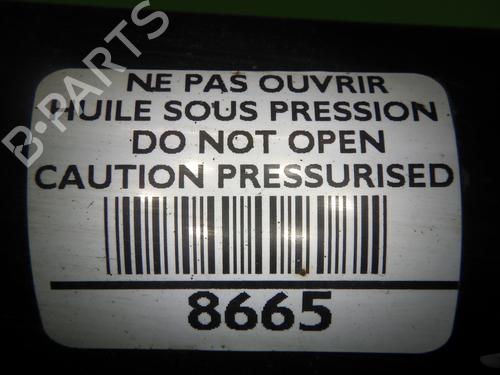 B-PARTS
NE PAS OUVRIR
HUILE SOUS PRESSION
DO NOT OPEN
CAUTION PRESSURISED
8665